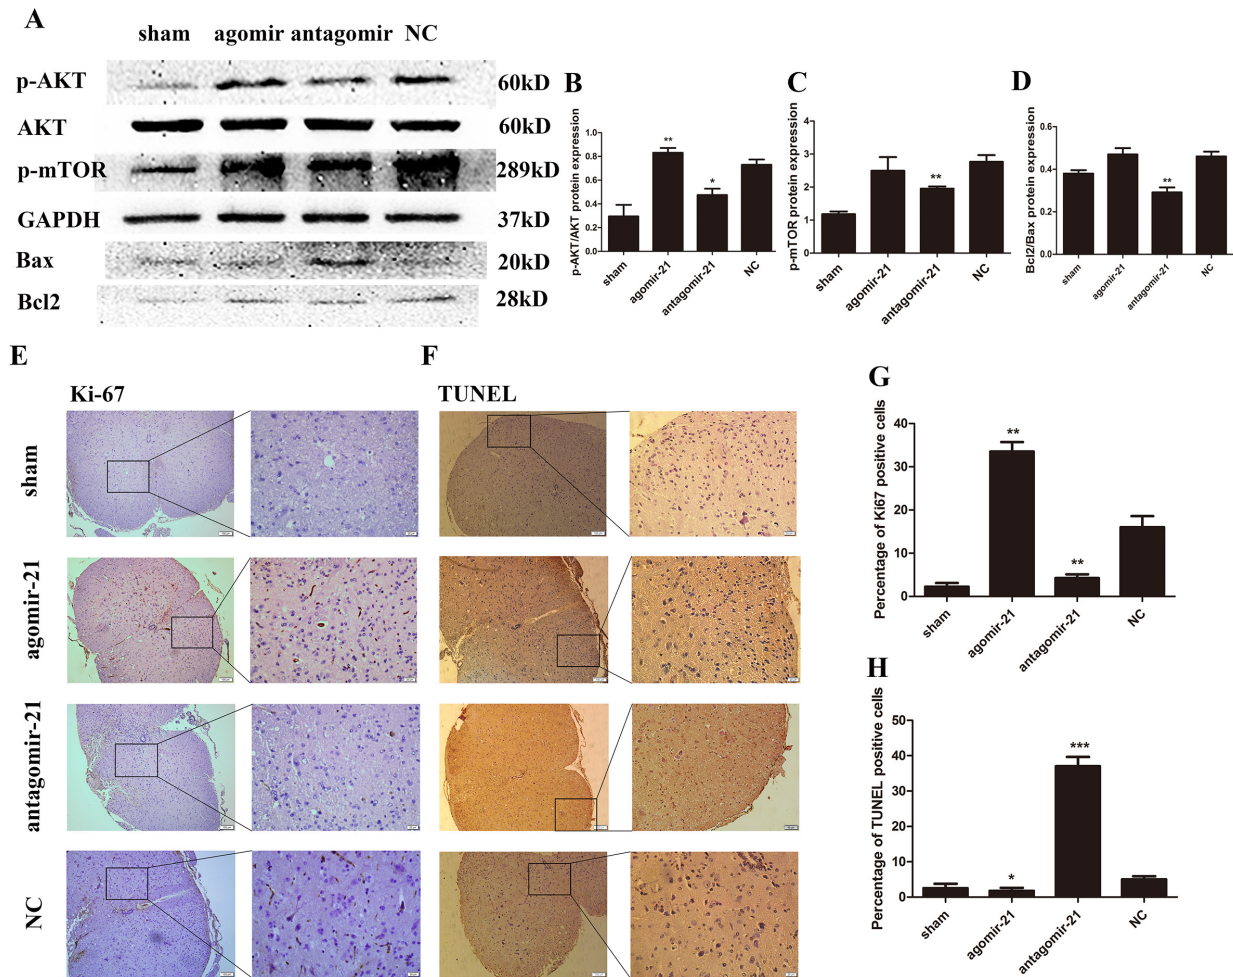 A
sham agomir antagomir NC
p-AKT 60kD
AKT 60kD
p-mTOR 289kD
GAPDH 37kD
Bax 20kD
Bcl2 28kD
B
p-AKT/AKT protein expression
1.0
0.8
0.6
0.4
0.2
0.0
**
*
sham agomir-21 antagomir-21 NC
C
p-mTOR protein expression
4
3
2
1
0
**
sham agomir-21 antagomir-21 NC
D
Bcl2/Bax protein expression
0.6
0.4
0.2
0.0
**
sham agomir-21 antagomir-21 NC
E
Ki-67
F
TUNEL
sham
agomir-21
antagomir-21
NC
G
Percentage of Ki67 positive cells
40
30
20
10
0
**
**
sham agomir-21 antagomir-21 NC
H
Percentage of TUNEL positive cells
50
40
30
20
10
0
*
***
sham agomir-21 antagomir-21 NC